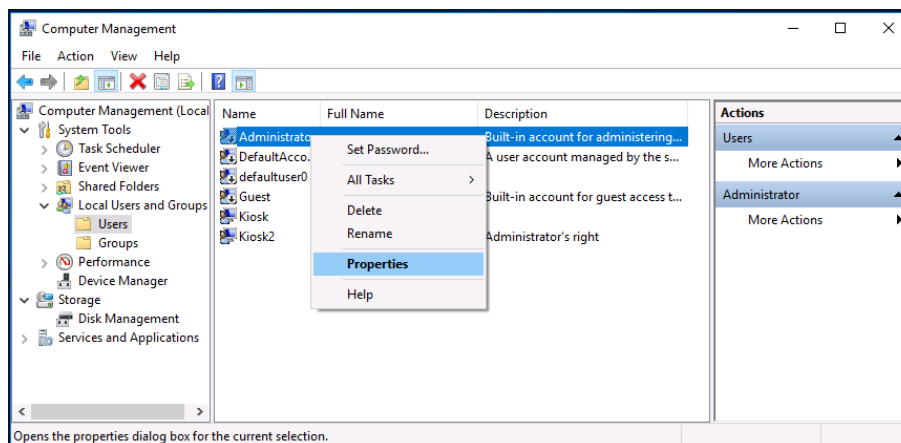 Computer Management
File Action View Help
Computer Management (Local
System Tools
Task Scheduler
Event Viewer
Shared Folders
Local Users and Groups
Users
Groups
Performance
Device Manager
Storage
Disk Management
Services and Applications
Name Full Name Description
Administrato Built-in account for administering...
DefaultAcco. A user account managed by the s...
defaultuser0
Guest Built-in account for guest access t...
Kiosk
Kiosk2 Administrator's right
Set Password...
All Tasks
Delete
Rename
Properties
Help
Actions
Users
More Actions
Administrator
More Actions
Opens the properties dialog box for the current selection.